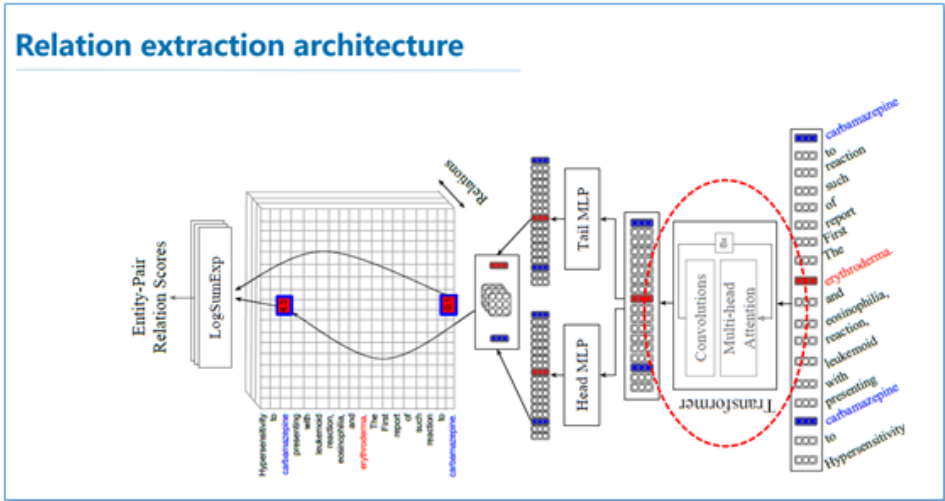 Relation extraction architecture
Entity-Pair
Relation Scores
LogSumExp
Relations
Hypersensitivity
to
carbamazepine
presenting
with
leukemoid
reaction,
eosinophilia,
and
erythroderma.
The
First
report
of
such
reaction
to
carbamazepine.
Tail MLP
Head MLP
Bx
Convolutions
Multi-head
Attention
Transformer
carbamazepine
to
reaction
such
of
report
First
The
erythroderma.
and
eosinophilia,
reaction,
leukemoid
with
presenting
carbamazepine
to
Hypersensitivity